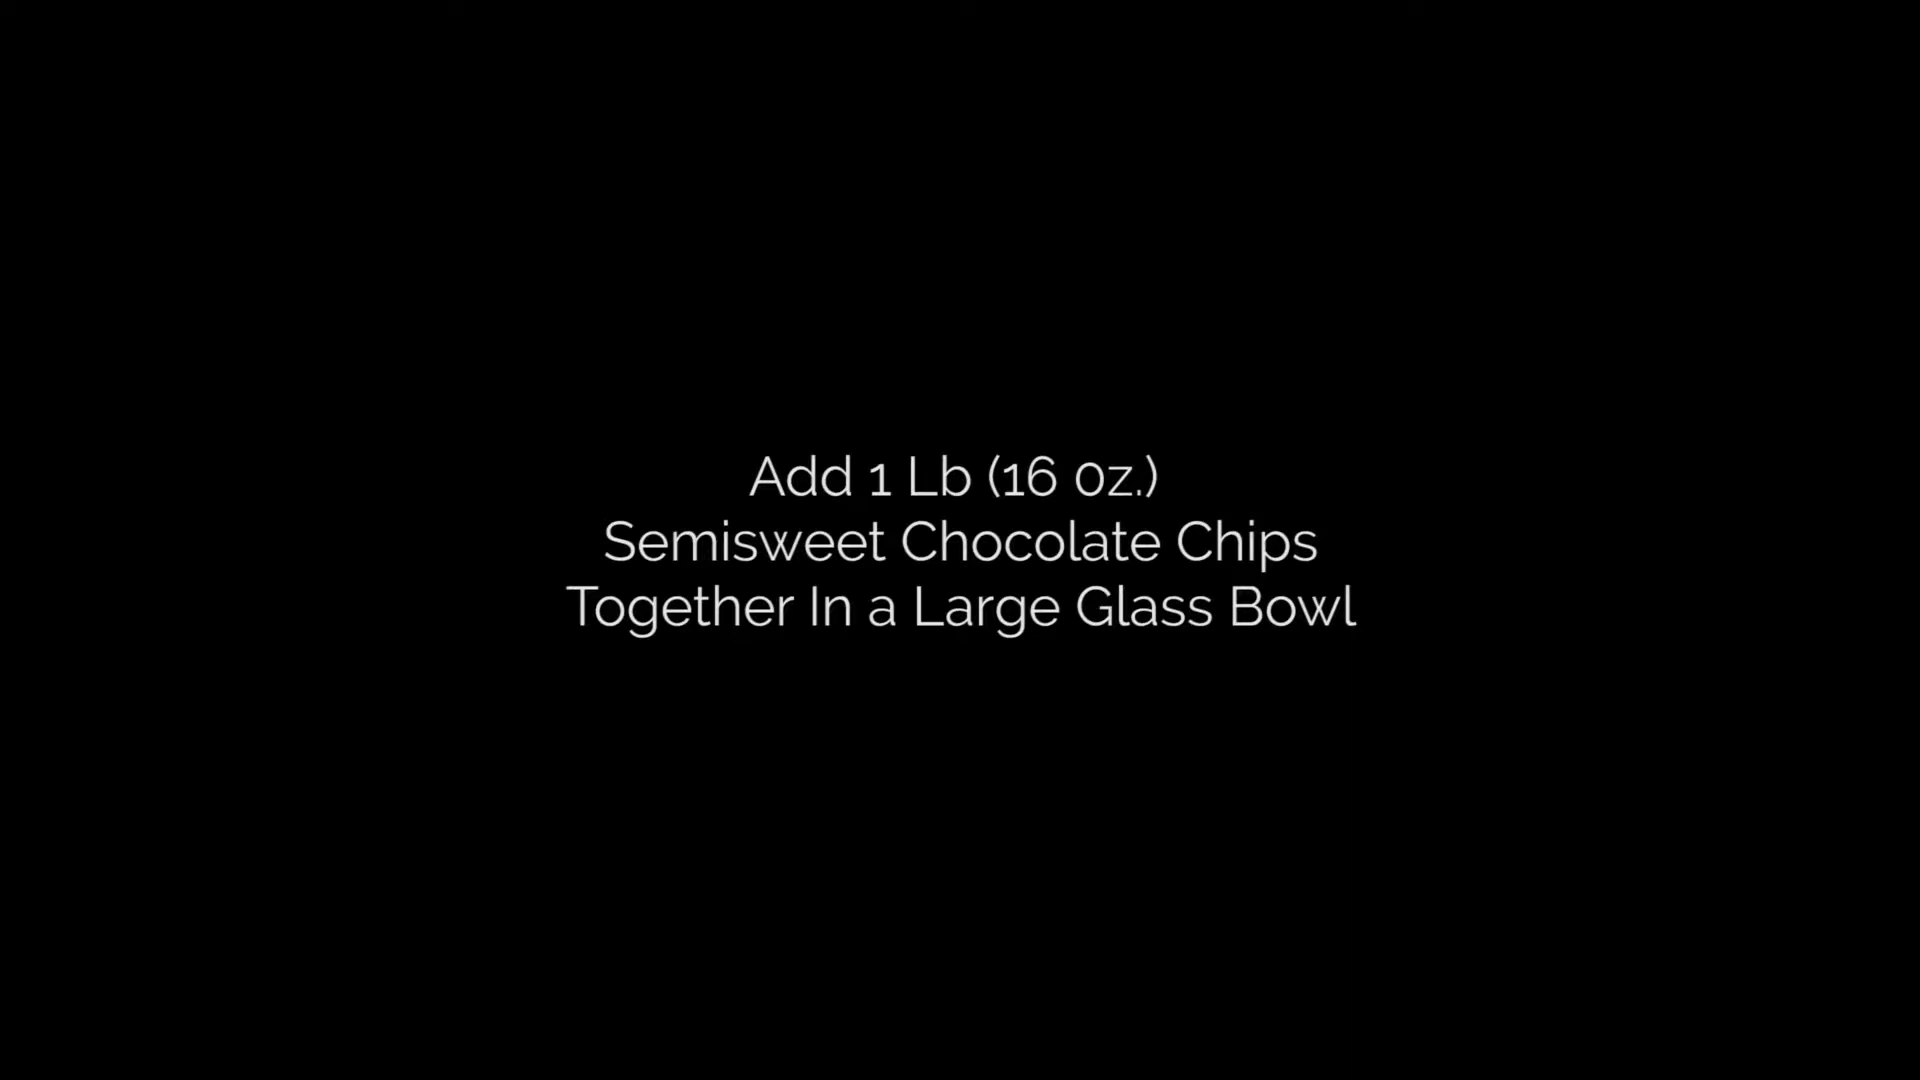 Add 1 Lb (16 oz.)
Semisweet Chocolate Chips
Together In a Large Glass Bowl